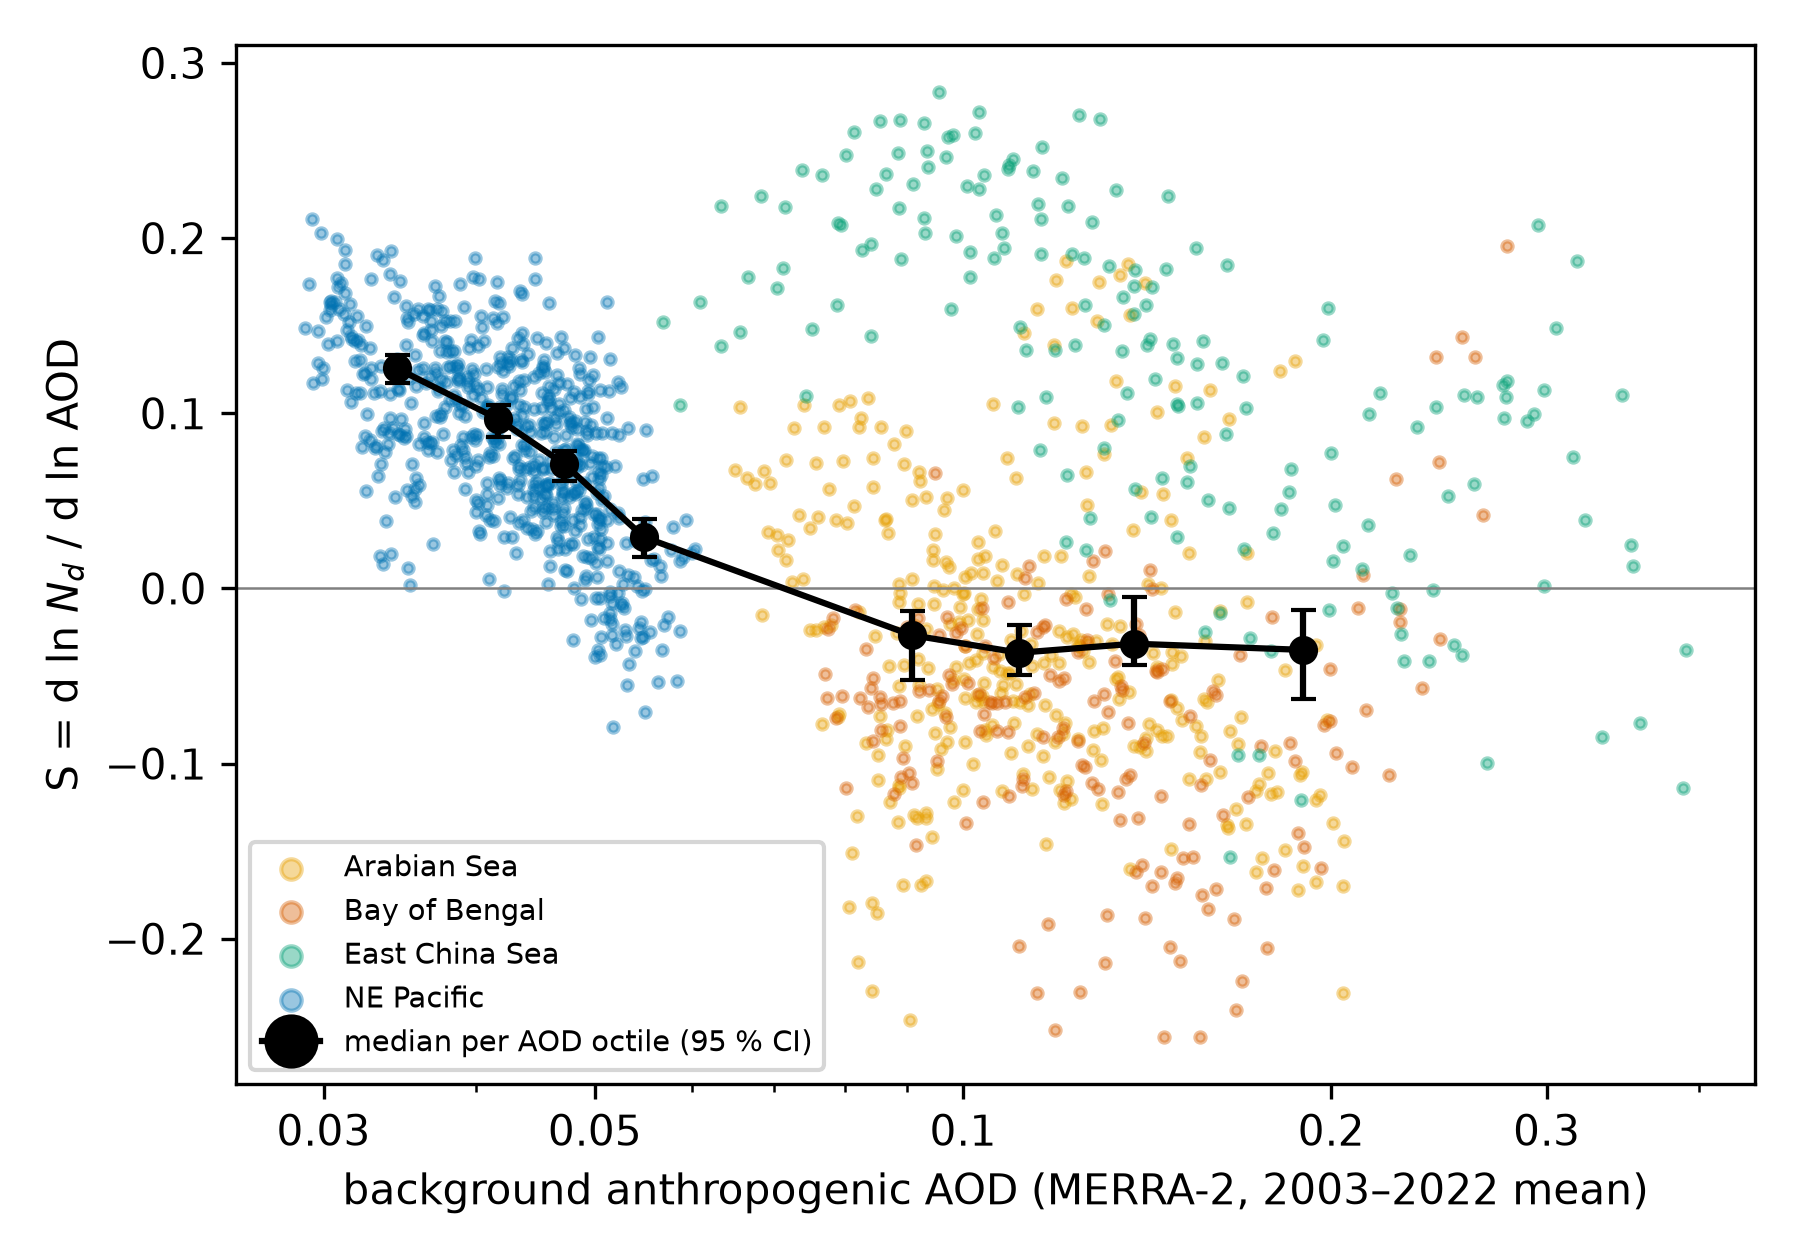 0.3
0.2
0.1
0.0
−0.1
−0.2
S = d ln N_d / d ln AOD
Arabian Sea
Bay of Bengal
East China Sea
NE Pacific
median per AOD octile (95 % CI)
0.03 0.05 0.1 0.2 0.3
background anthropogenic AOD (MERRA-2, 2003–2022 mean)